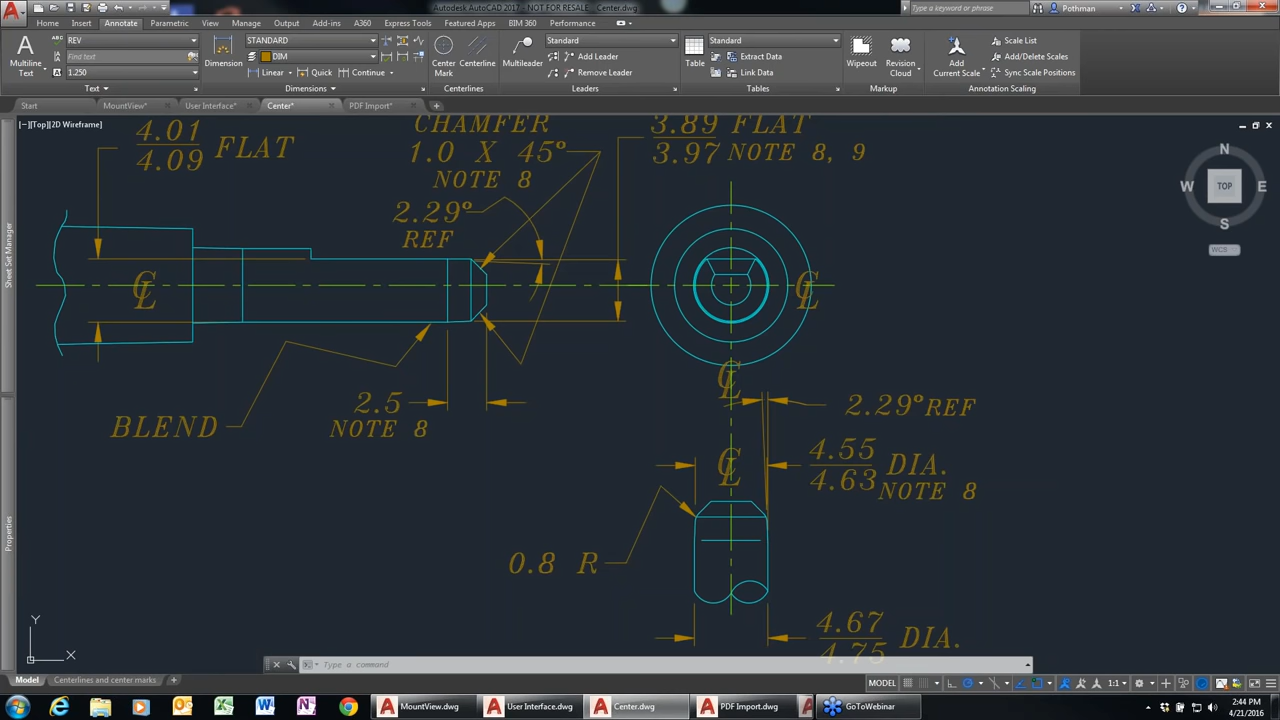 Autodesk AutoCAD 2017 - NOT FOR RESALE Center.dwg
Type a keyword or phrase
Pothman
Home Insert Annotate Parametric View Manage Output Add-ins A360 Express Tools Featured Apps BIM 360 Performance
Multiline Text
REV
Find text
1.250
Text
Dimension
STANDARD
DIM
Linear Quick Continue
Dimensions
Center Mark
Centerline
Centerlines
Multileader
Standard
Add Leader
Remove Leader
Leaders
Table
Standard
Extract Data
Link Data
Tables
Wipeout
Revision Cloud
Markup
Add Current Scale
Scale List
Add/Delete Scales
Sync Scale Positions
Annotation Scaling
Start MountView* User Interface* Center* PDF Import*
[−][Top][2D Wireframe]
Sheet Set Manager
Properties
N
W TOP E
S
WCS
4.01
4.09 FLAT
CHAMFER
1.0 X 45°
NOTE 8
2.29°
REF
3.89 FLAT
3.97 NOTE 8, 9
BLEND
2.5
NOTE 8
2.29° REF
4.55
4.63 DIA.
NOTE 8
0.8 R
4.67
4.75 DIA.
Y
X
Type a command
Model Centerlines and center marks
MODEL
1:1
MountView.dwg
User Interface.dwg
Center.dwg
PDF Import.dwg
GoToWebinar
2:44 PM
4/21/2016